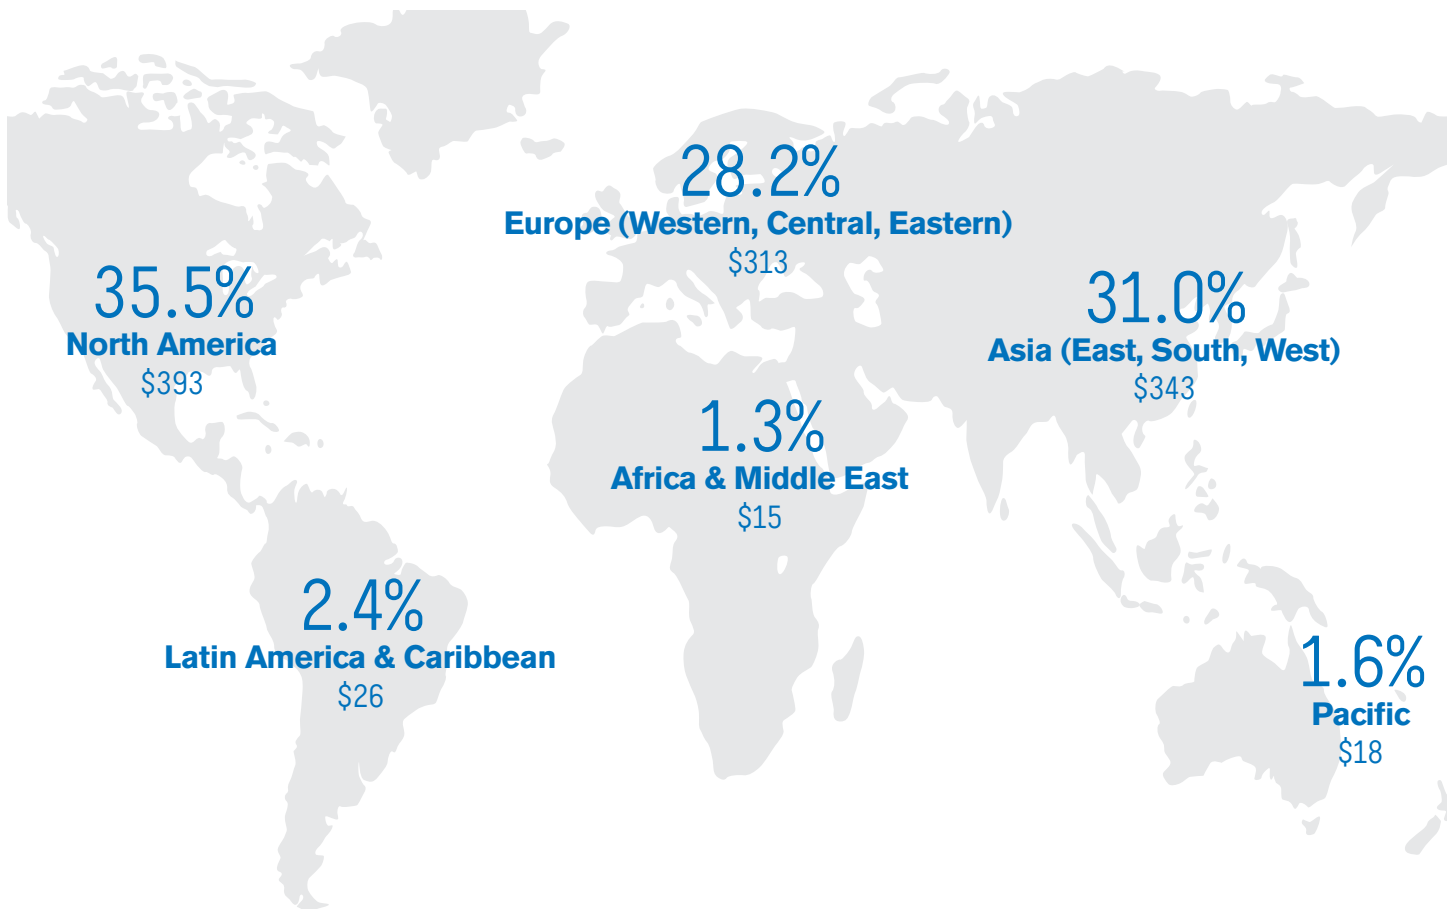 28.2%
Europe (Western, Central, Eastern)
$313
35.5%
North America
$393
31.0%
Asia (East, South, West)
$343
1.3%
Africa & Middle East
$15
2.4%
Latin America & Caribbean
$26
1.6%
Pacific
$18